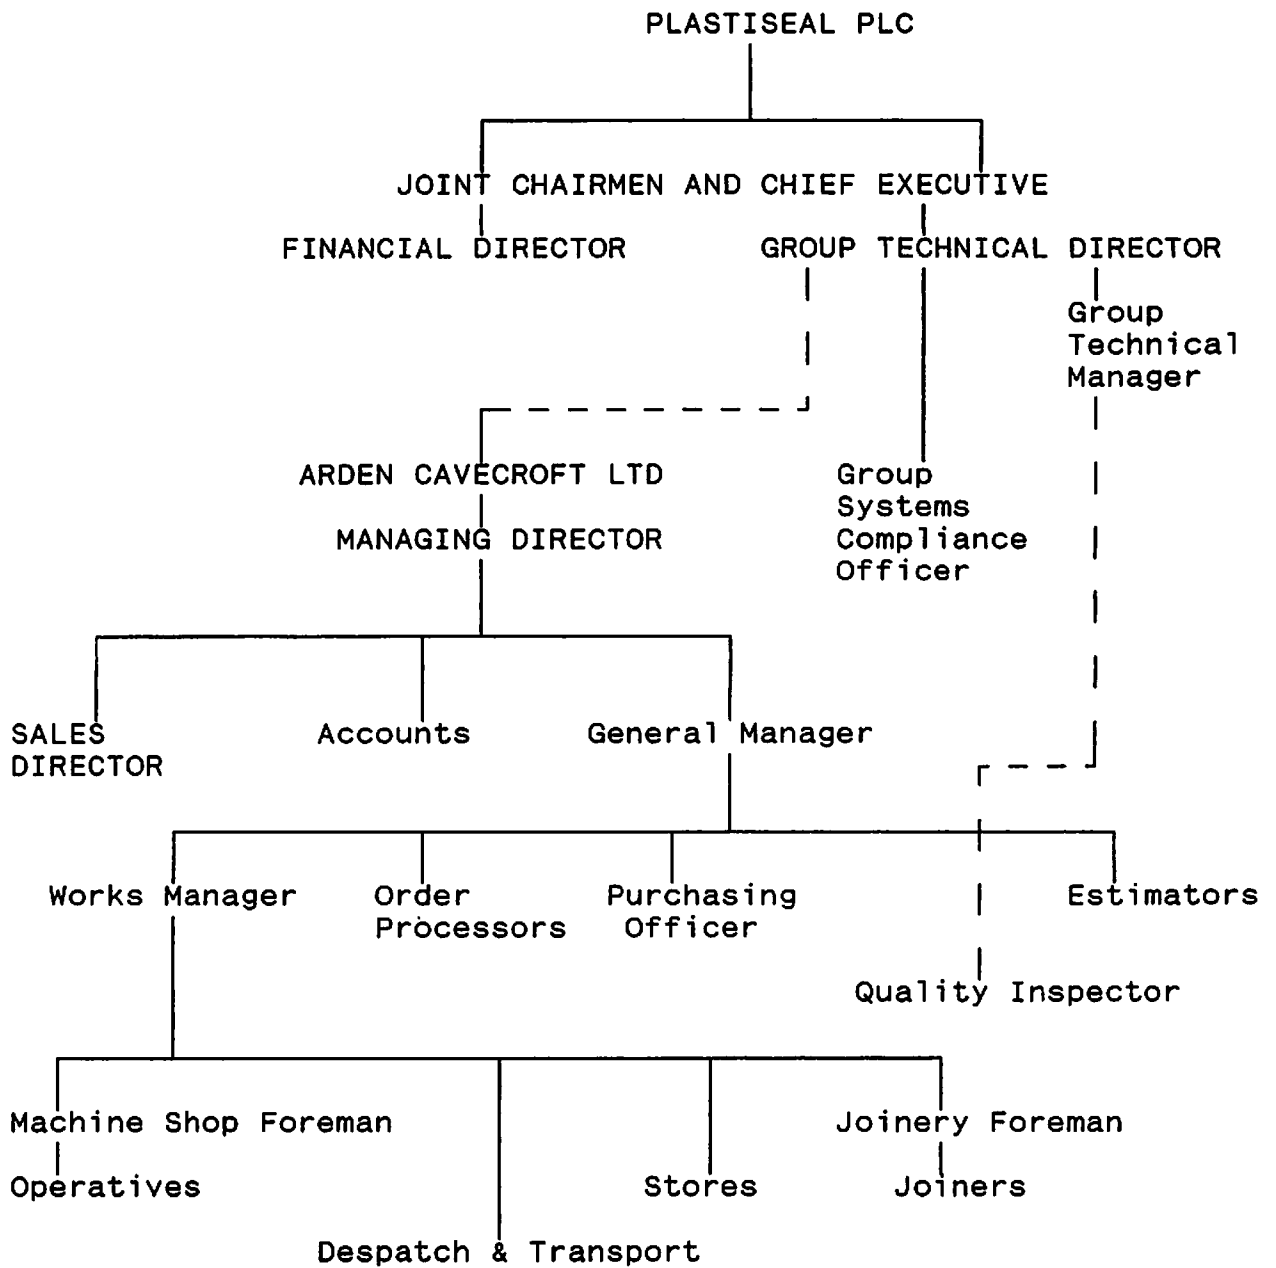 PLASTISEAL PLC
JOINT CHAIRMEN AND CHIEF EXECUTIVE
FINANCIAL DIRECTOR
GROUP TECHNICAL DIRECTOR
Group
Technical
Manager
ARDEN CAVECROFT LTD
MANAGING DIRECTOR
Group
Systems
Compliance
Officer
SALES
DIRECTOR
Accounts
General Manager
Works Manager
Order
Processors
Purchasing
Officer
Estimators
Quality Inspector
Machine Shop Foreman
Operatives
Despatch & Transport
Stores
Joinery Foreman
Joiners